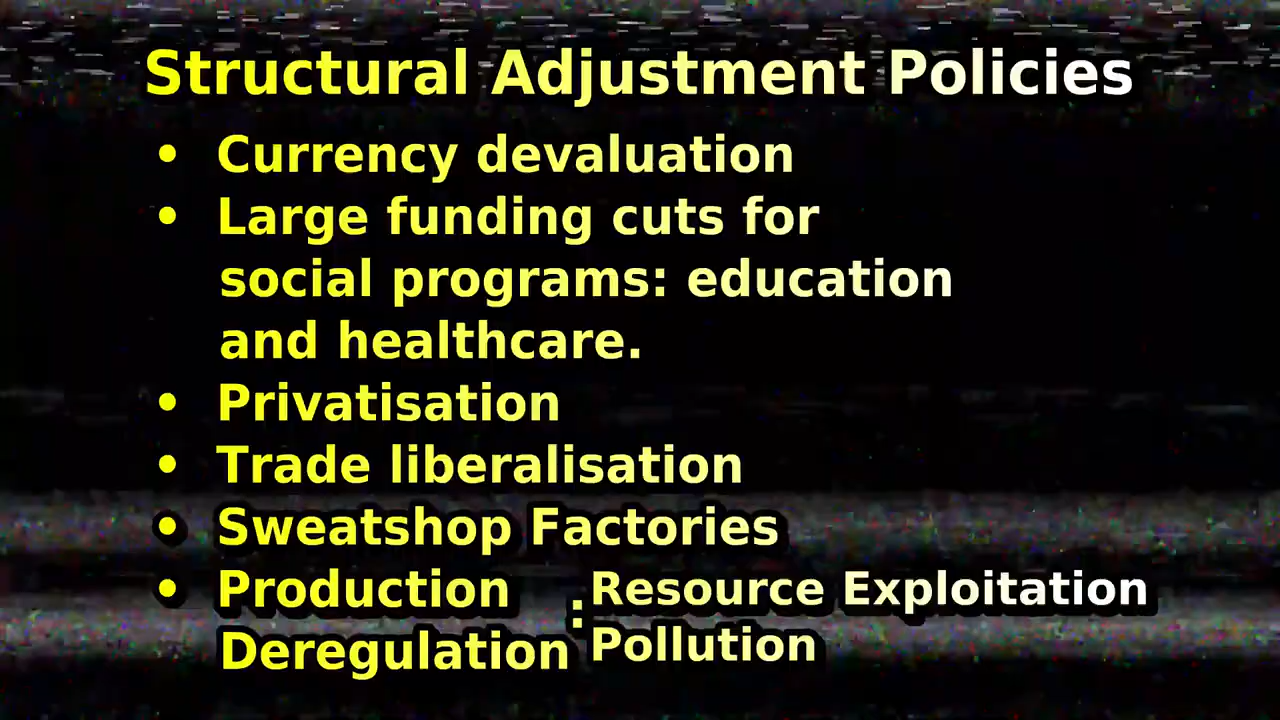 Structural Adjustment Policies
• Currency devaluation
• Large funding cuts for
social programs: education
and healthcare.
• Privatisation
• Trade liberalisation
• Sweatshop Factories
• Production
Deregulation : Resource Exploitation
Pollution